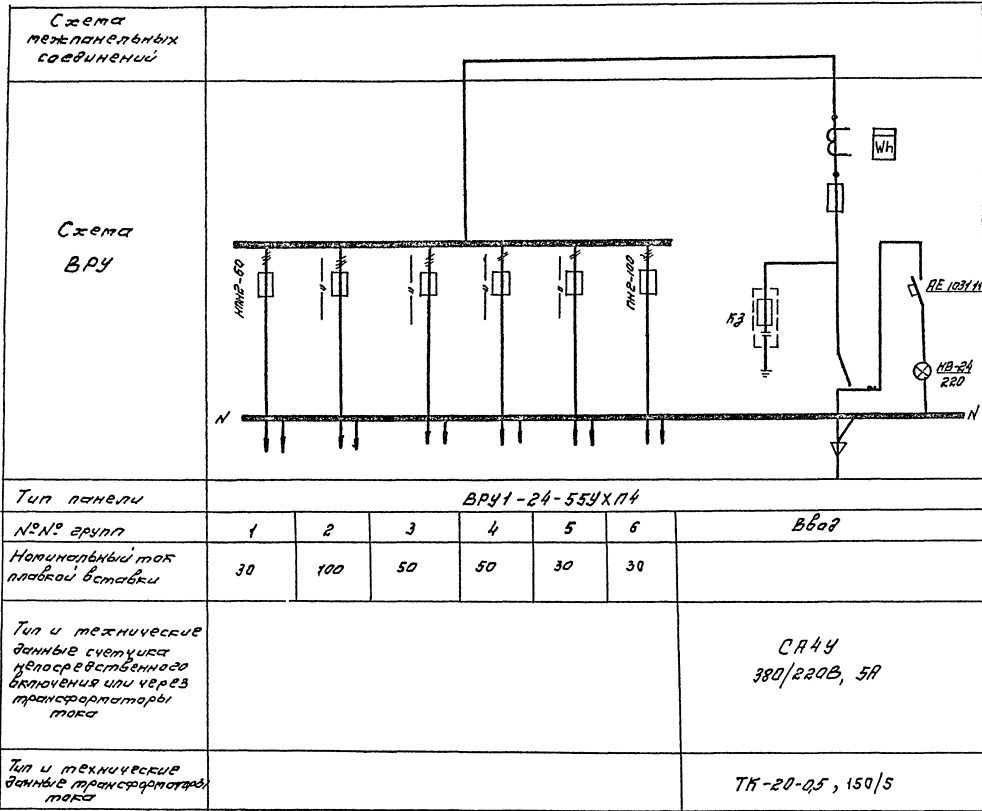 Схема
межпанельных
соединений
Wh
Схема
ВРУ
НПН2-60
—"—
—"—
—"—
—"—
ПН2-100
КЗ
АЕ 1031 11
НВ-24
220
N
N
Тип панели
ВРУ1-24-55УХЛ4
№№ групп
1
2
3
4
5
6
Ввод
Номинальный ток
плавкой вставки
30
100
50
50
30
30
Тип и технические
данные счетчика
непосредственного
включения или через
трансформаторы
тока
СА4У
380/220В, 5А
Тип и технические
данные трансформаторов
тока
ТК-20-0,5, 150/5